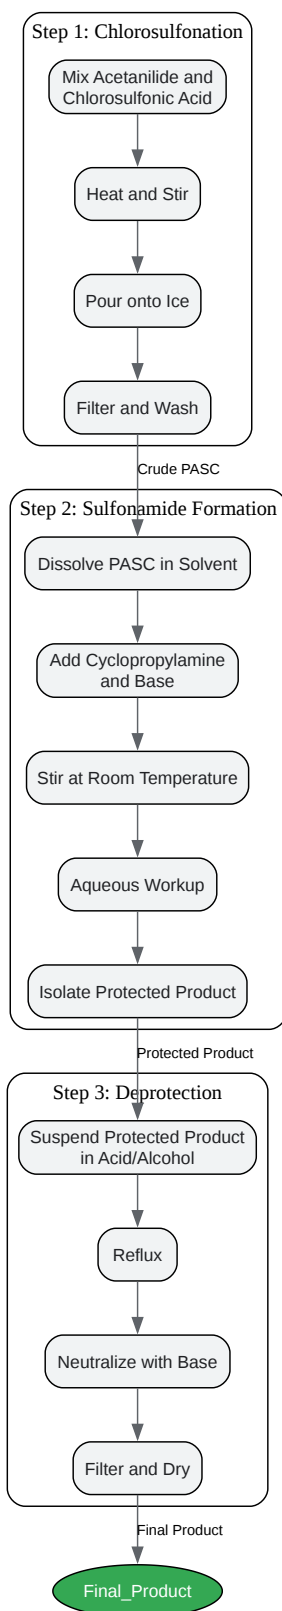 Step 1: Chlorosulfonation
Mix Acetanilide and
Chlorosulfonic Acid
Heat and Stir
Pour onto Ice
Filter and Wash
Crude PASC
Step 2: Sulfonamide Formation
Dissolve PASC in Solvent
Add Cyclopropylamine
and Base
Stir at Room Temperature
Aqueous Workup
Isolate Protected Product
Protected Product
Step 3: Deprotection
Suspend Protected Product
in Acid/Alcohol
Reflux
Neutralize with Base
Filter and Dry
Final Product
Final_Product